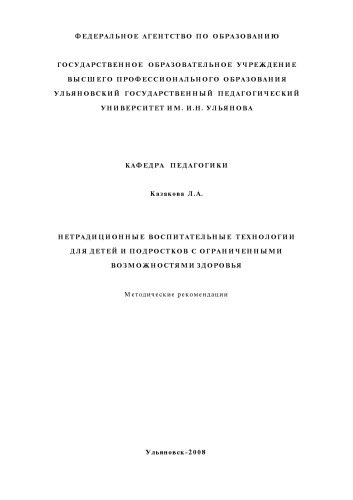 ФЕДЕРАЛЬНОЕ АГЕНТСТВО ПО ОБРАЗОВАНИЮ
ГОСУДАРСТВЕННОЕ ОБРАЗОВАТЕЛЬНОЕ УЧРЕЖДЕНИЕ
ВЫСШЕГО ПРОФЕССИОНАЛЬНОГО ОБРАЗОВАНИЯ
УЛЬЯНОВСКИЙ ГОСУДАРСТВЕННЫЙ ПЕДАГОГИЧЕСКИЙ
УНИВЕРСИТЕТ ИМ. И.Н. УЛЬЯНОВА
КАФЕДРА ПЕДАГОГИКИ
Казакова Л.А.
НЕТРАДИЦИОННЫЕ ВОСПИТАТЕЛЬНЫЕ ТЕХНОЛОГИИ
ДЛЯ ДЕТЕЙ И ПОДРОСТКОВ С ОГРАНИЧЕННЫМИ
ВОЗМОЖНОСТЯМИ ЗДОРОВЬЯ
Методические рекомендации
Ульяновск-2008